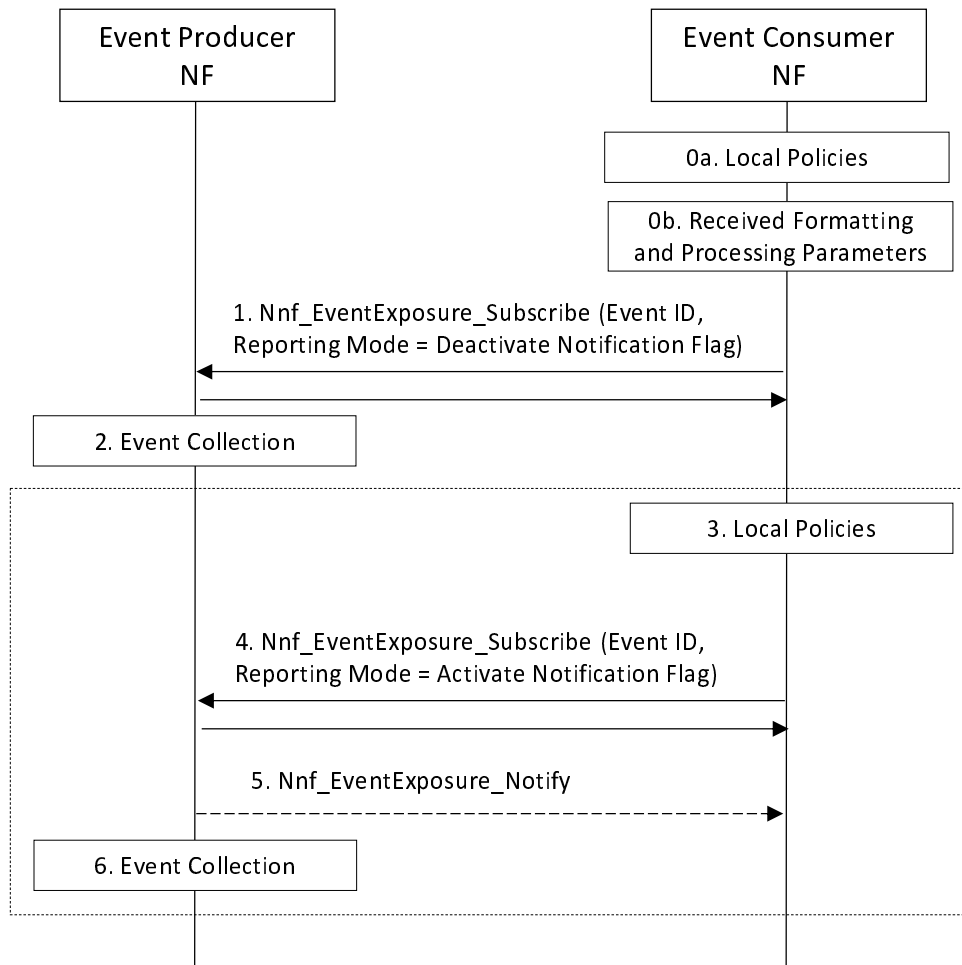 Event Producer
NF
Event Consumer
NF
0a. Local Policies
0b. Received Formatting
and Processing Parameters
1. Nnf_EventExposure_Subscribe (Event ID,
Reporting Mode = Deactivate Notification Flag)
2. Event Collection
3. Local Policies
4. Nnf_EventExposure_Subscribe (Event ID,
Reporting Mode = Activate Notification Flag)
5. Nnf_EventExposure_Notify
6. Event Collection